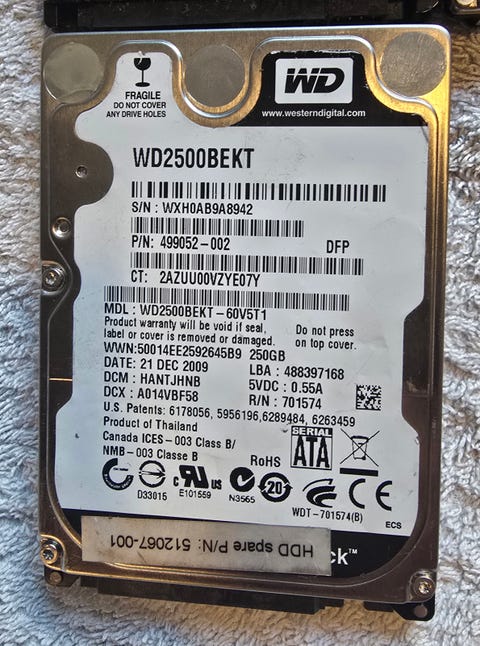 FRAGILE
DO NOT COVER
ANY DRIVE HOLES
WD
www.westerndigital.com
WD2500BEKT
S/N : WXH0AB9A8942
P/N: 499052-002 DFP
CT: 2AZUU00VZYE07Y
MDL : WD2500BEKT-60V5T1
Product warranty will be void if seal,
label or cover is removed or damaged.
Do not press
on top cover.
WWN:50014EE2592645B9 250GB
DATE: 21 DEC 2009 LBA : 488397168
DCM : HANTJHNB 5VDC : 0.55A
DCX : A014VBF58 R/N : 701574
U.S. Patents: 6178056, 5956196,6289484, 6263459
Product of Thailand
Canada ICES-003 Class B/
NMB-003 Classe B
RoHS
SERIAL
ATA
D33015
c RU us
E101559
N3565
20
CE
WDT-701574(B)
ECS
HDD spare P/N: 512067-001
ck™